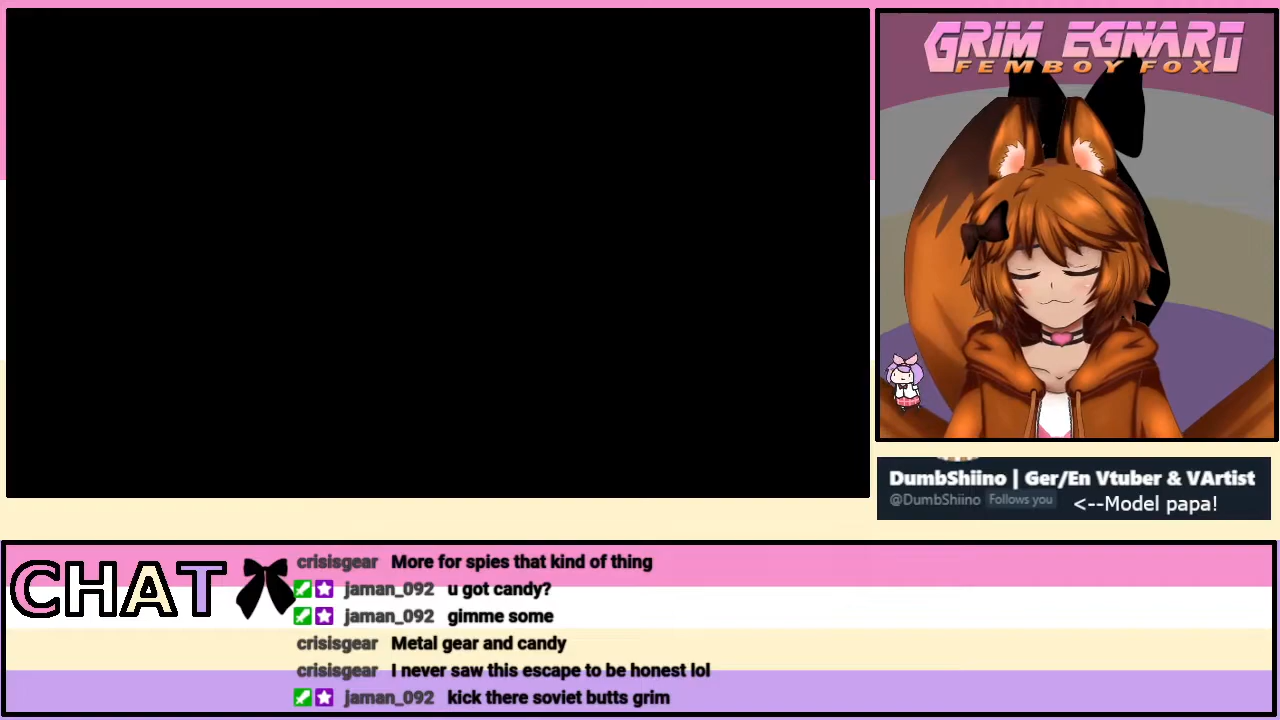 GRIM EGNART
FEMBOY FOX
DumbShiino | Ger/En Vtuber & VArtist
@DumbShiino Follows you <--Model papa!
CHAT
crisisgear More for spies that kind of thing
jaman_092 u got candy?
jaman_092 gimme some
crisisgear Metal gear and candy
crisisgear I never saw this escape to be honest lol
jaman_092 kick there soviet butts grim